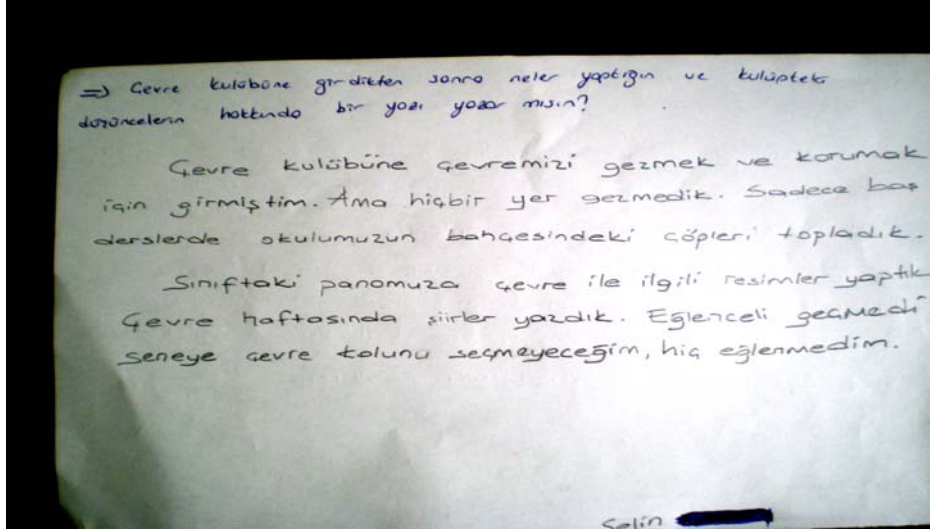 => Çevre kulübüne girdikten sonra neler yaptığın ve kulüpteki
düşüncelerin hakkında bir yazı yazar mısın?
Çevre kulübüne çevremizi gezmek ve korumak
için girmiştim. Ama hiçbir yer gezmedik. Sadece boş
derslerde okulumuzun bahçesindeki çöpleri topladık.
Sınıftaki panomuza çevre ile ilgili resimler yaptık
Çevre haftasında şiirler yazdık. Eğlenceli geçmedi
seneye çevre kolunu seçmeyeceğim, hiç eğlenmedim.
Selin